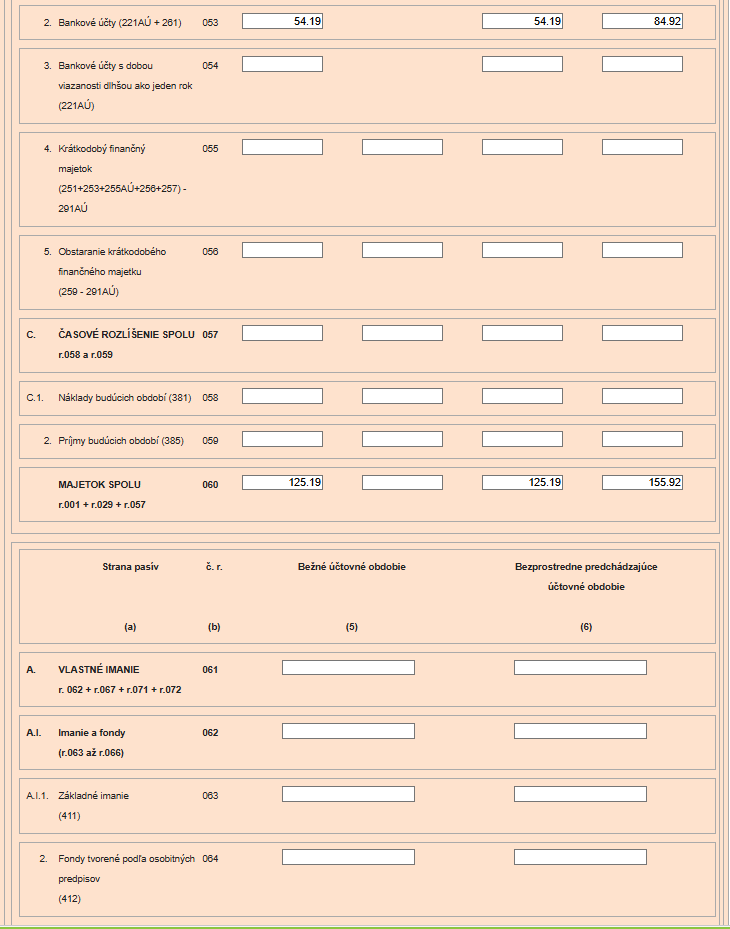 2. Bankové účty (221AÚ + 261) 053 54.19 54.19 84.92
3. Bankové účty s dobou 054
viazanosti dlhšou ako jeden rok
(221AÚ)
4. Krátkodobý finančný 055
majetok
(251+253+255AÚ+256+257) -
291AÚ
5. Obstaranie krátkodobého 056
finančného majetku
(259 - 291AÚ)
C. ČASOVÉ ROZLÍŠENIE SPOLU 057
r.058 a r.059
C.1. Náklady budúcich období (381) 058
2. Príjmy budúcich období (385) 059
MAJETOK SPOLU 060 125.19 125.19 155.92
r.001 + r.029 + r.057
Strana pasív č. r. Bežné účtovné obdobie Bezprostredne predchádzajúce
účtovné obdobie
(a) (b) (5) (6)
A. VLASTNÉ IMANIE 061
r. 062 + r.067 + r.071 + r.072
A.I. Imanie a fondy 062
(r.063 až r.066)
A.I.1. Základné imanie 063
(411)
2. Fondy tvorené podľa osobitných 064
predpisov
(412)